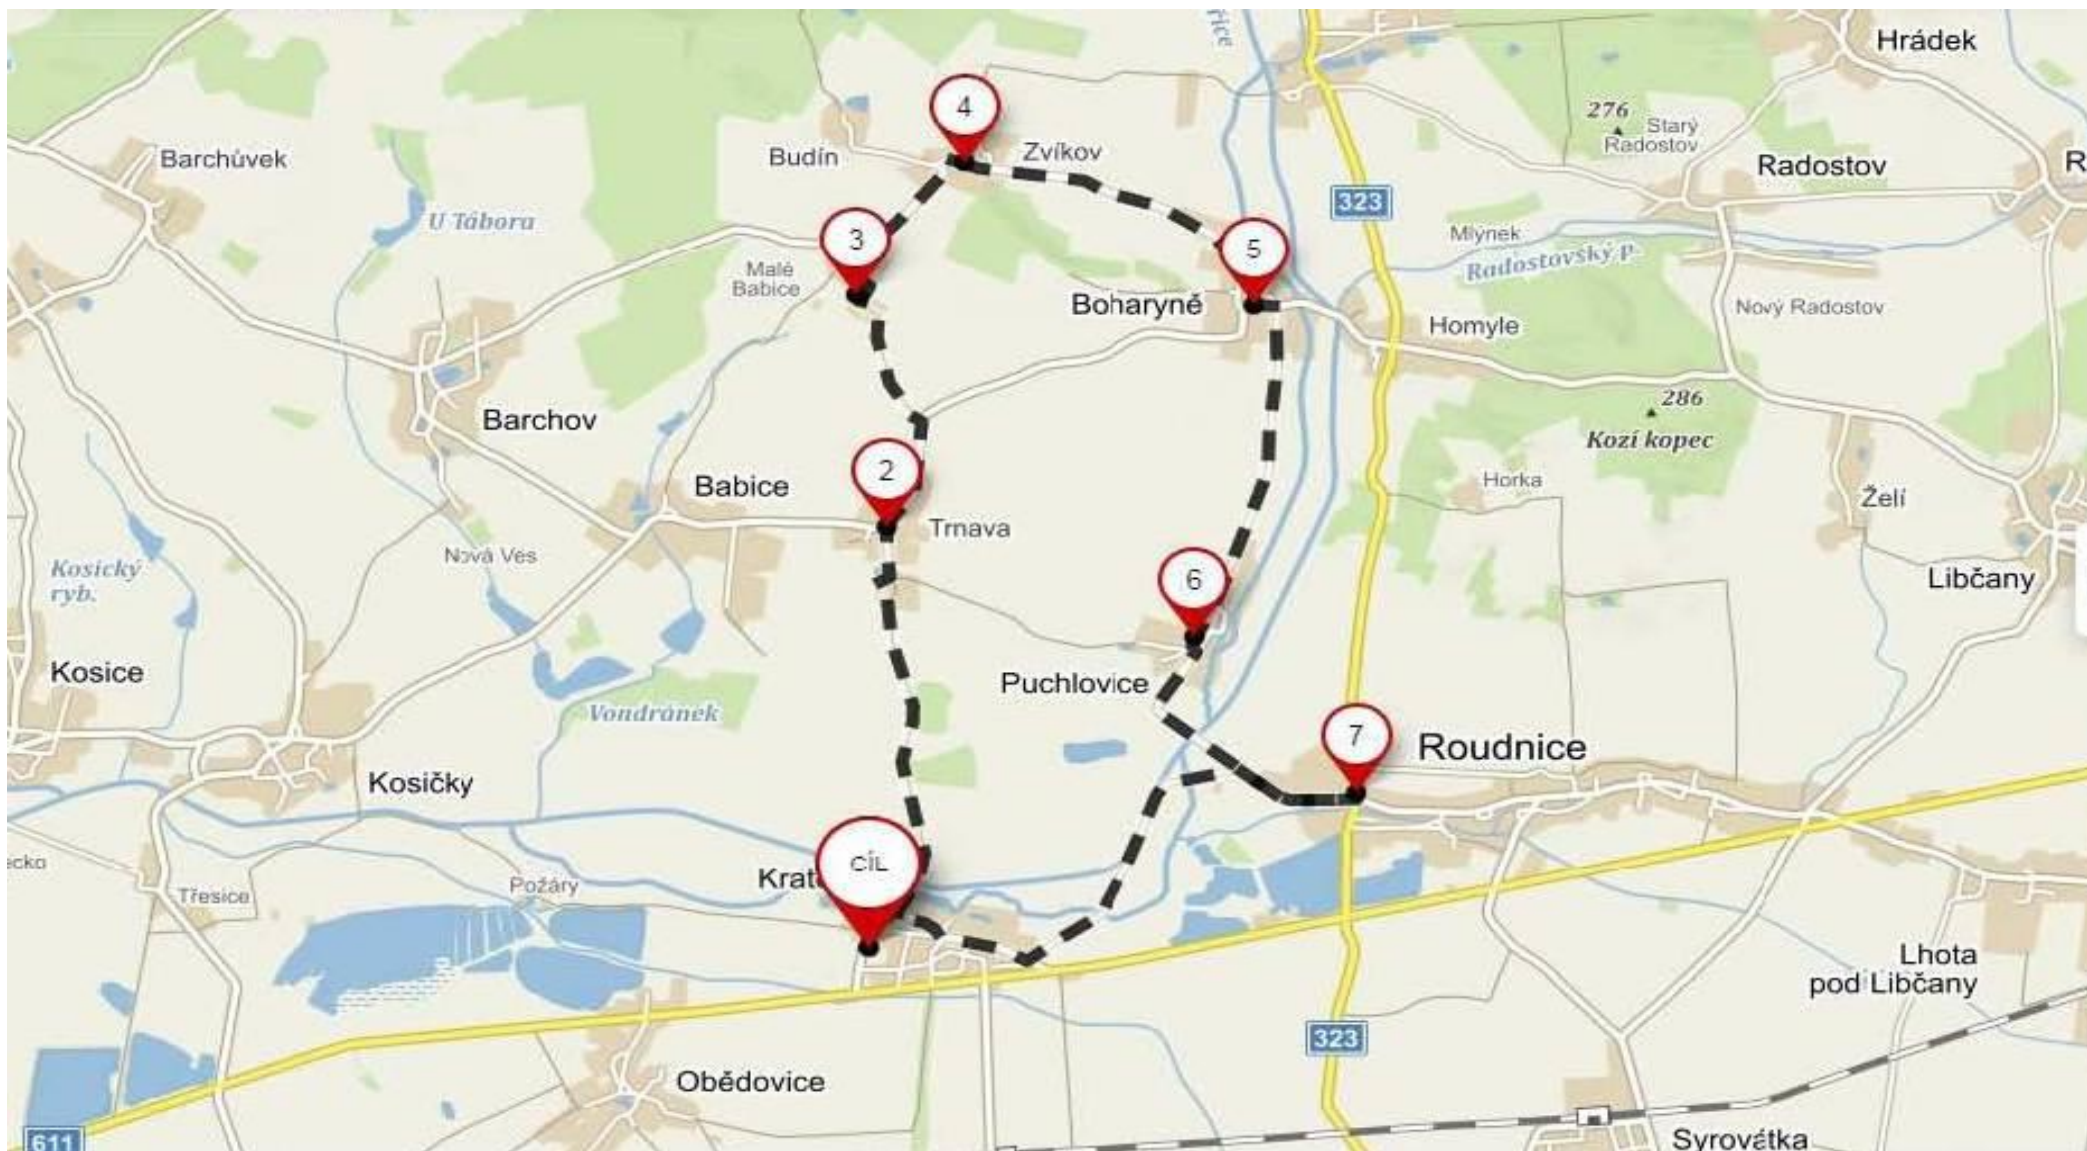 řice
Hrádek
4
276
Starý
Radostov
Barchůvek
Budín
Zvíkov
Radostov
R
323
U Tábora
3
5
Mlýnek
Radostovský p.
Malé
Babice
Boharyně
Nový Radostov
Homyle
286
Kozí kopec
Barchov
2
Babice
Horka
Želí
Trnava
Nová Ves
Kosický
ryb.
6
Libčany
Kosice
Puchlovice
Vondránek
7
Roudnice
Kosičky
ecko
CÍL
Krat
Požáry
Třesice
Lhota
pod Libčany
323
Obědovice
611
Syrovátka